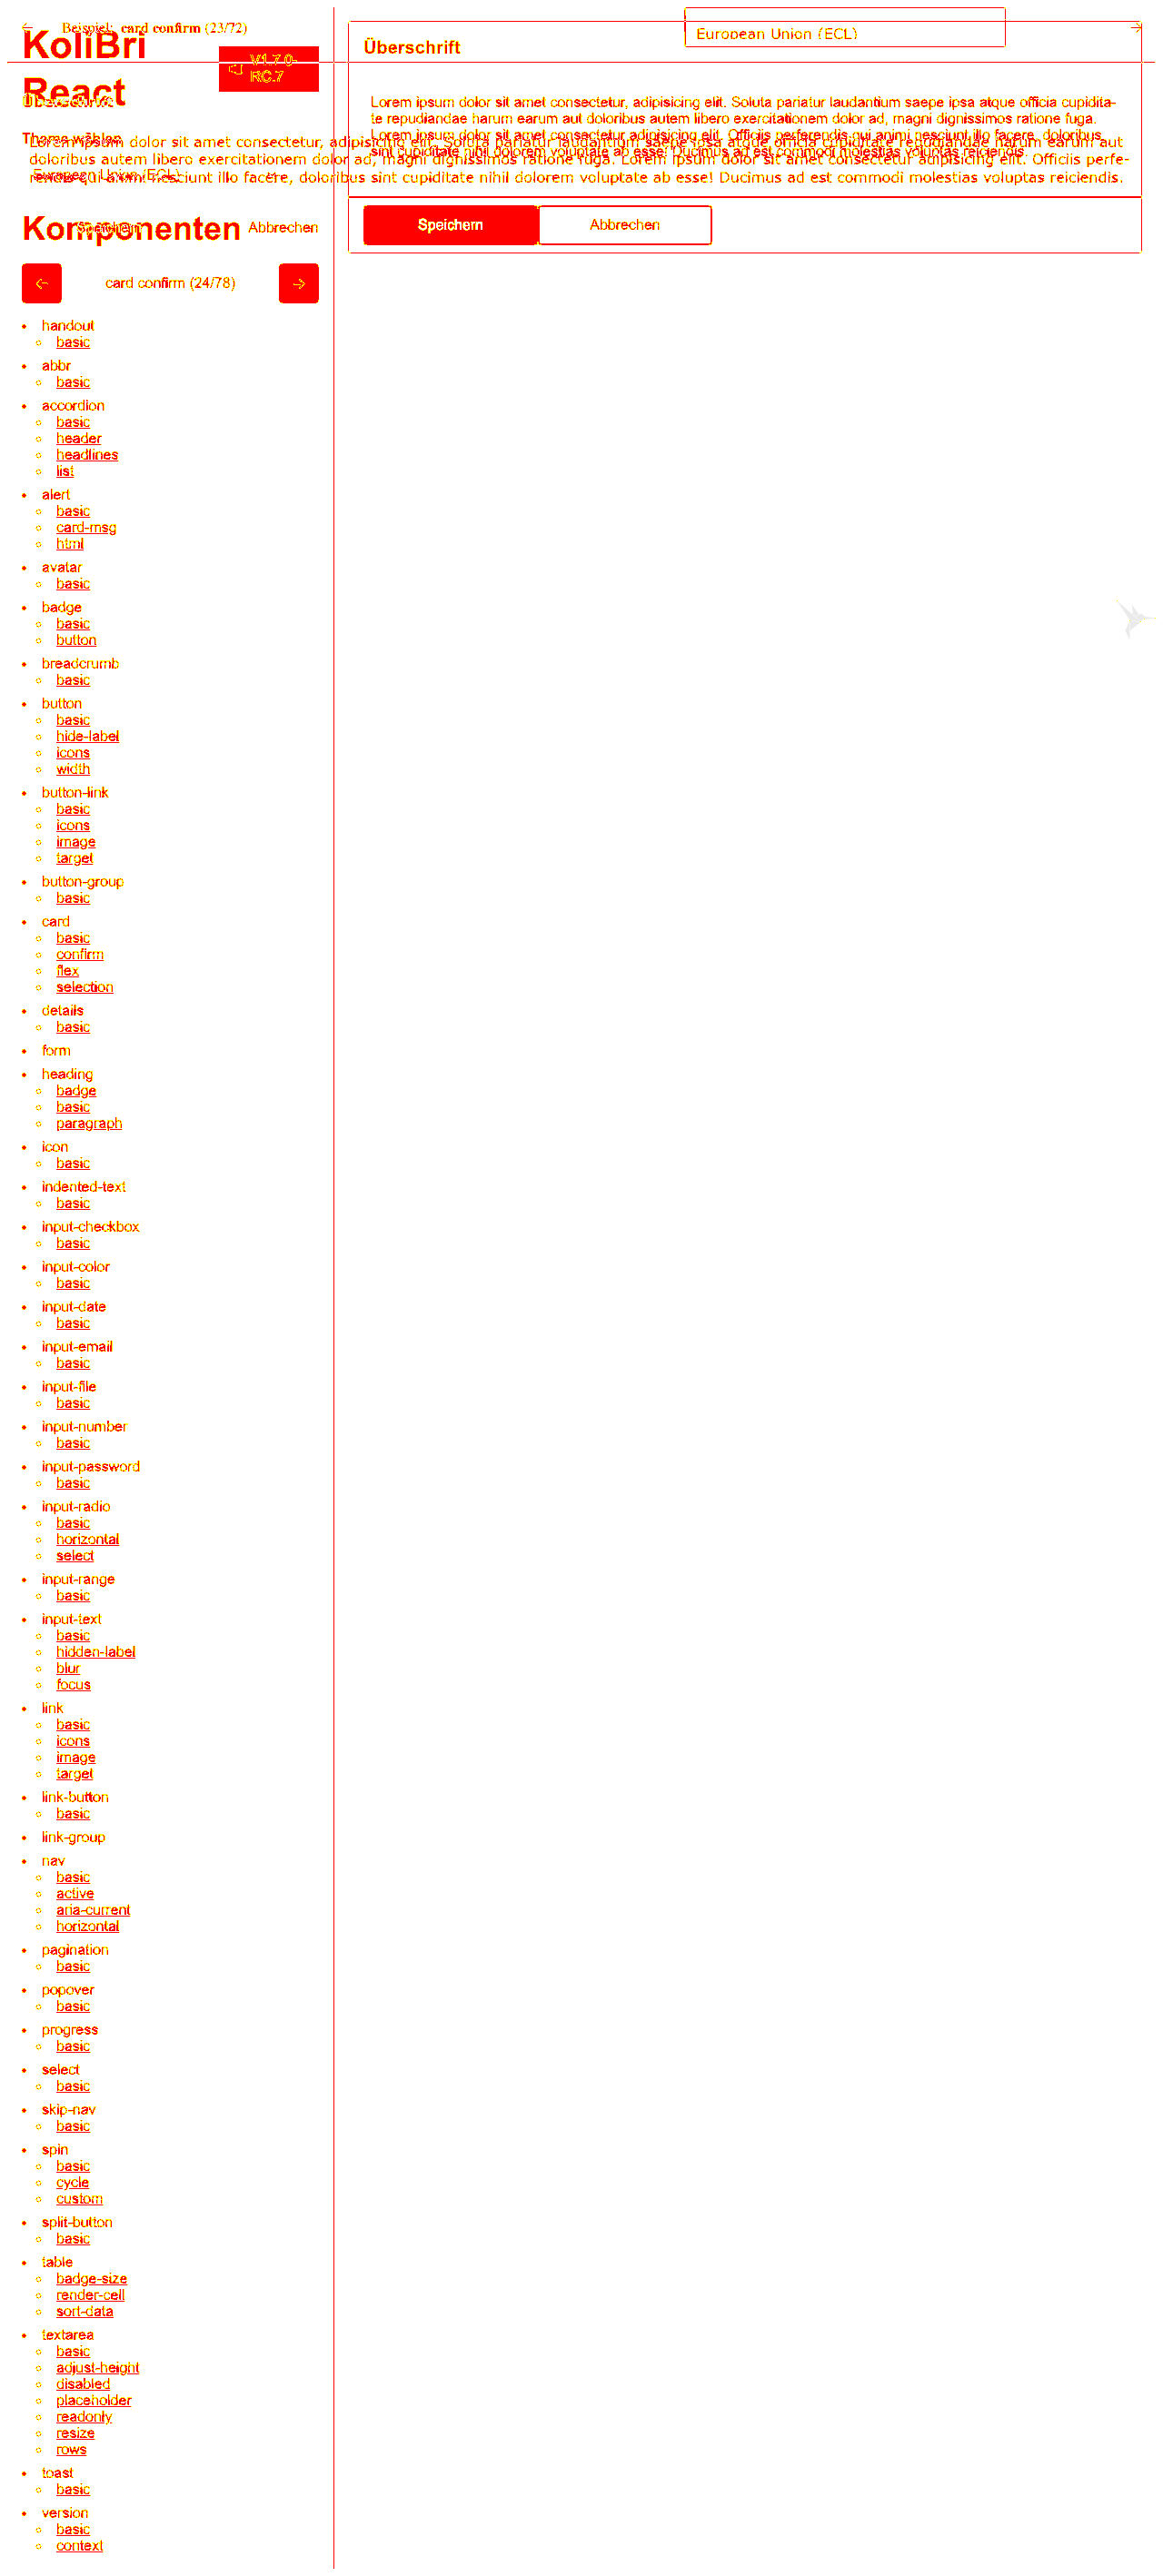 Beispiel: card confirm (23/72)
European Union (ECL)
KoliBri
React
V1.7.0-
RC.7
Überschrift
Überschrift
Theme wählen
European Union (ECL)
Lorem ipsum dolor sit amet consectetur, adipisicing elit. Soluta pariatur laudantium saepe ipsa atque officia cupidita-
te repudiandae harum earum aut doloribus autem libero exercitationem dolor ad, magni dignissimos ratione fuga.
Lorem ipsum dolor sit amet consectetur adipisicing elit. Officiis perferendis qui animi nesciunt illo facere, doloribus
sint cupiditate nihil dolorem voluptate ab esse! Ducimus ad est commodi molestias voluptas reiciendis.
Lorem ipsum dolor sit amet consectetur, adipisicing elit. Soluta pariatur laudantium saepe ipsa atque officia cupiditate repudiandae harum earum aut
doloribus autem libero exercitationem dolor ad, magni dignissimos ratione fuga. Lorem ipsum dolor sit amet consectetur adipisicing elit. Officiis perfe-
rendis qui animi nesciunt illo facere, doloribus sint cupiditate nihil dolorem voluptate ab esse! Ducimus ad est commodi molestias voluptas reiciendis.
Speichern
Abbrechen
Komponenten
Speichern
Abbrechen
card confirm (24/78)
handout
basic
abbr
basic
accordion
basic
header
headlines
list
alert
basic
card-msg
html
avatar
basic
badge
basic
button
breadcrumb
basic
button
basic
hide-label
icons
width
button-link
basic
icons
image
target
button-group
basic
card
basic
confirm
flex
selection
details
basic
form
heading
badge
basic
paragraph
icon
basic
indented-text
basic
input-checkbox
basic
input-color
basic
input-date
basic
input-email
basic
input-file
basic
input-number
basic
input-password
basic
input-radio
basic
horizontal
select
input-range
basic
input-text
basic
hidden-label
blur
focus
link
basic
icons
image
target
link-button
basic
link-group
nav
basic
active
aria-current
horizontal
pagination
basic
popover
basic
progress
basic
select
basic
skip-nav
basic
spin
basic
cycle
custom
split-button
basic
table
badge-size
render-cell
sort-data
textarea
basic
adjust-height
disabled
placeholder
readonly
resize
rows
toast
basic
version
basic
context